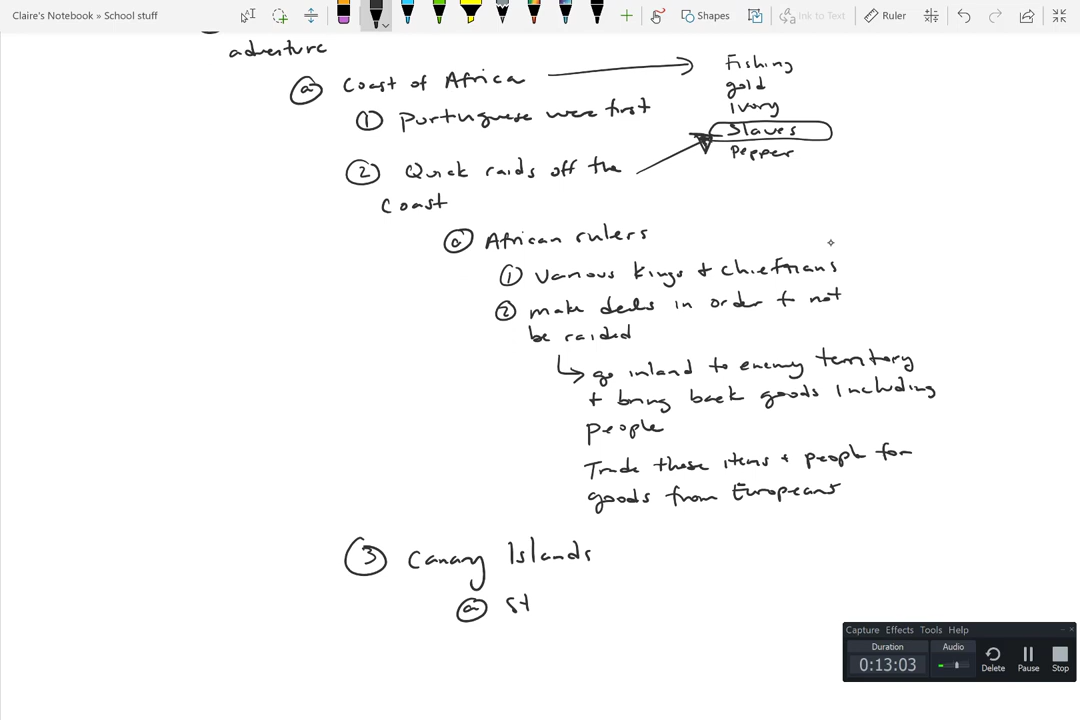 Claire's Notebook » School stuff
Shapes
Ink to Text
Ruler
adventure
a Coast of Africa
Fishing
gold
Ivory
Slaves
Pepper
1 Portuguese were first
2 Quick raids off the
coast
a African rulers
1 Various kings + chieftnans
2 make deals in order t not
be raided
go inland to enemy territory
+ bring back goods including
people
Trade these items + people for
goods from Europeans
3 Canary Islands
a St
Capture Effects Tools Help
Duration
Audio
0:13:03
Delete
Pause
Stop